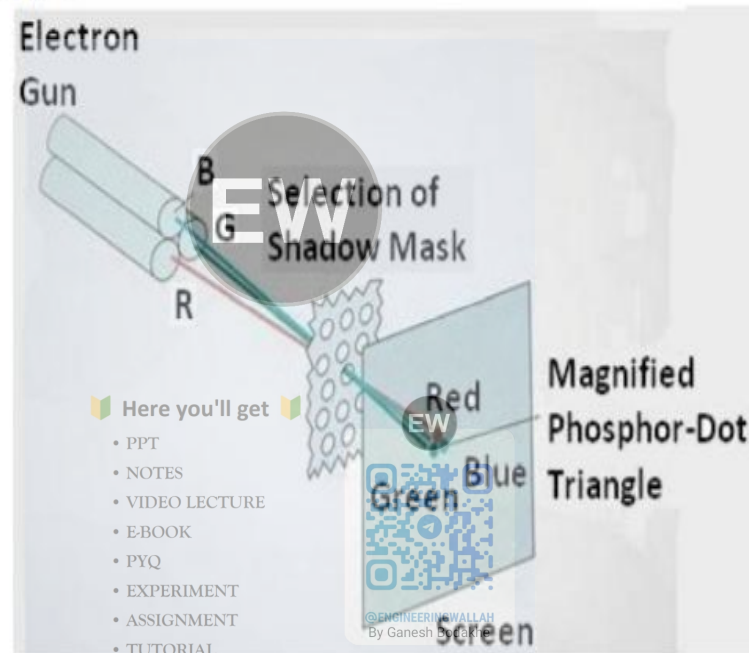 Electron
Gun
B
EW
Selection of
G
Shadow Mask
R
🔰 Here you'll get 🔰
• PPT
• NOTES
• VIDEO LECTURE
• E-BOOK
• PYQ
• EXPERIMENT
• ASSIGNMENT
• TUTORIAL
Red
EW
Blue
Green
Magnified
Phosphor-Dot
Triangle
@ENGINEERINGWALLAH
By Ganesh Bodakhe
Screen